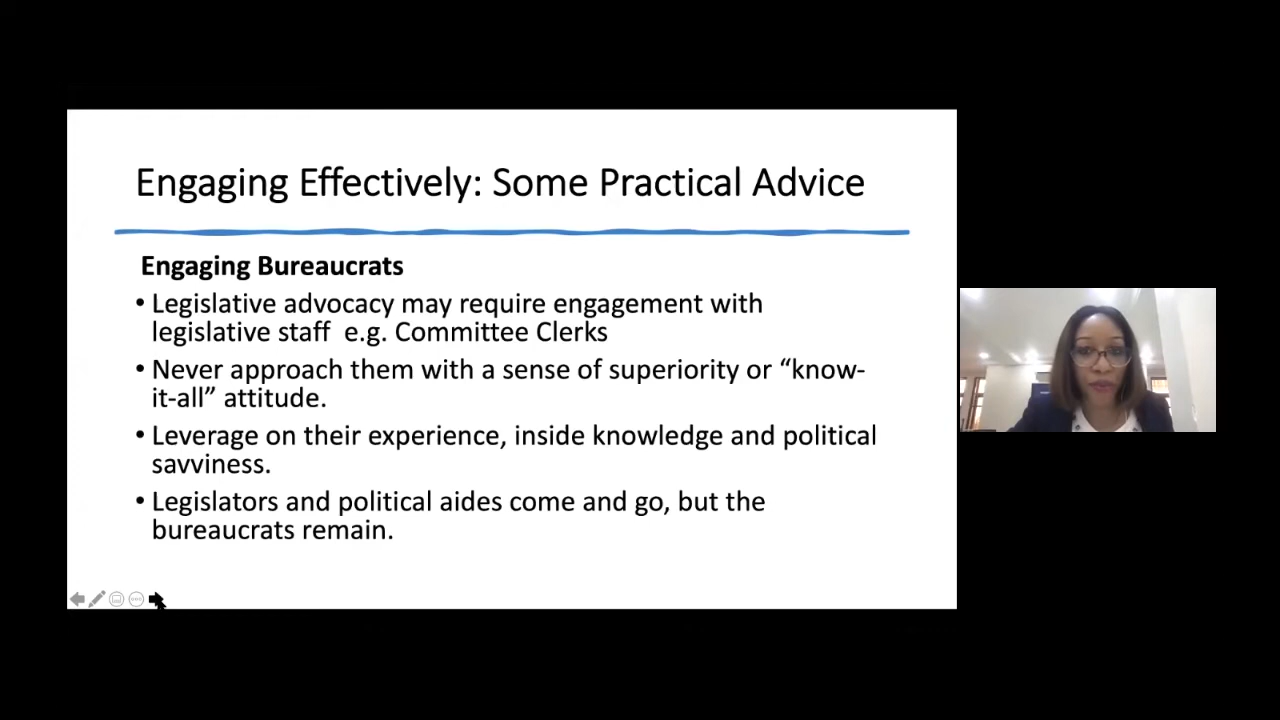 Engaging Effectively: Some Practical Advice
Engaging Bureaucrats
• Legislative advocacy may require engagement with
legislative staff  e.g. Committee Clerks
• Never approach them with a sense of superiority or “know-
it-all” attitude.
• Leverage on their experience, inside knowledge and political
savviness.
• Legislators and political aides come and go, but the
bureaucrats remain.